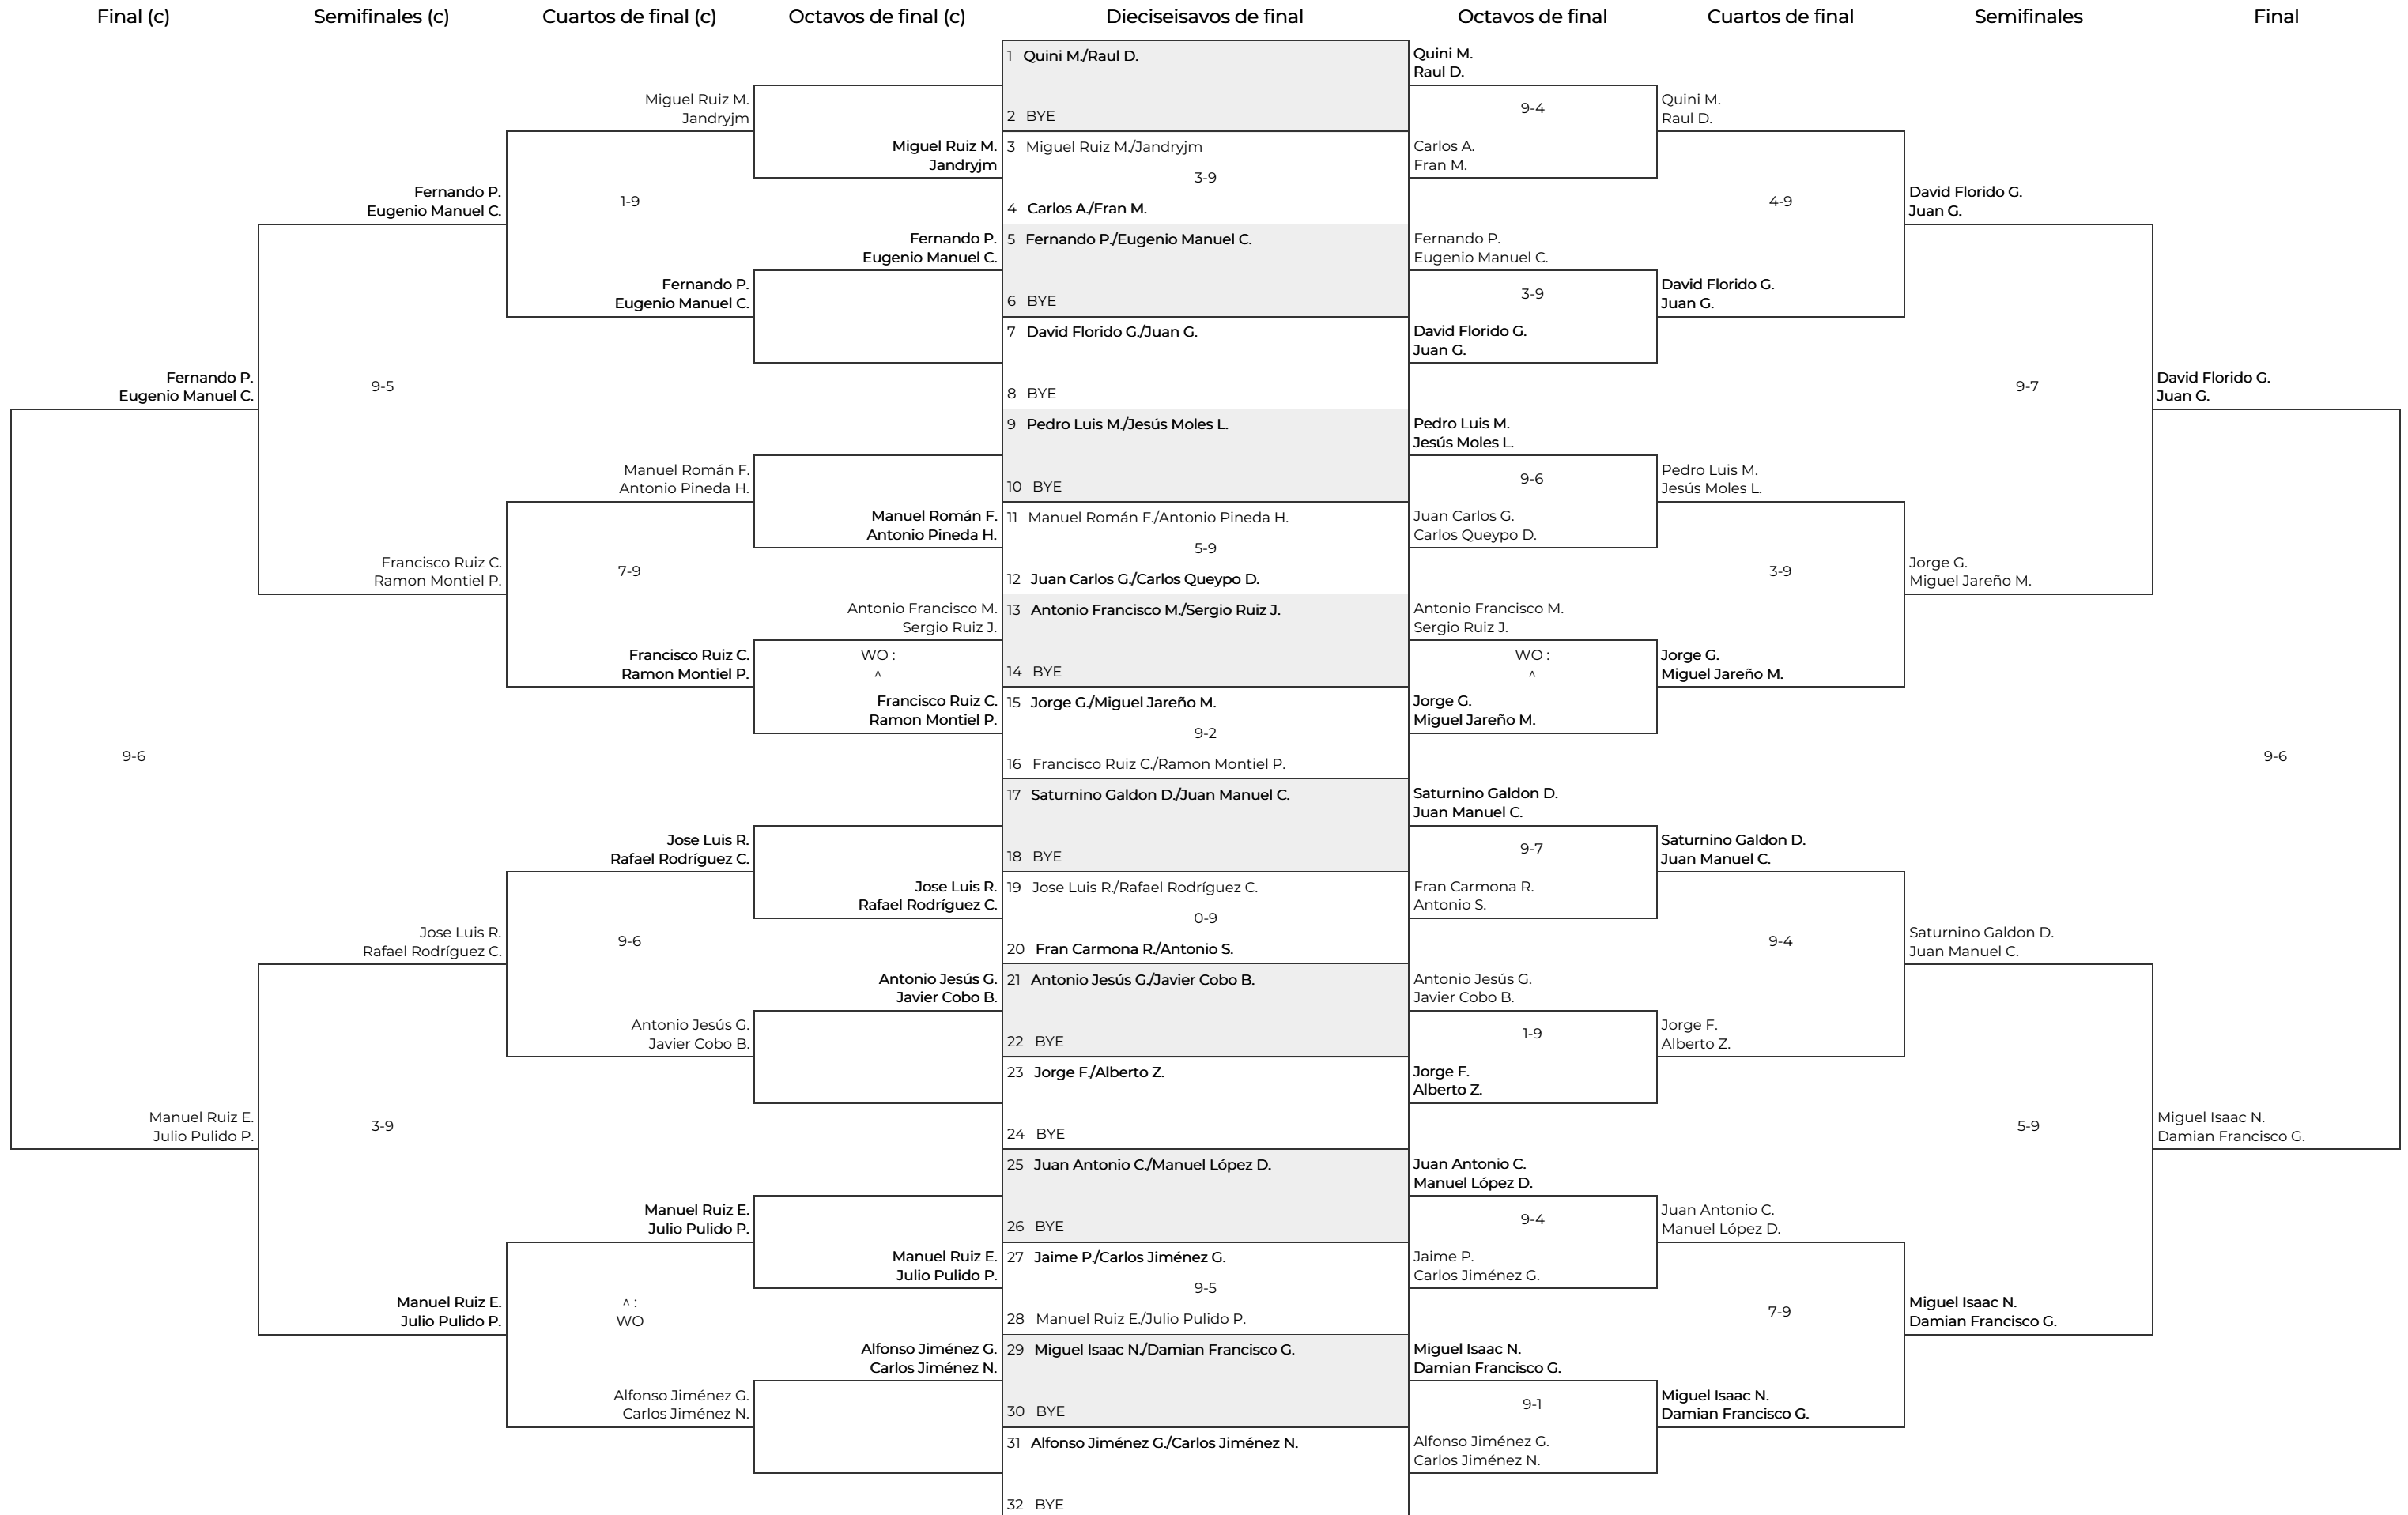 Final (c)
Semifinales (c)
Cuartos de final (c)
Octavos de final (c)
Dieciseisavos de final
Octavos de final
Cuartos de final
Semifinales
Final
Fernando P.
Eugenio Manuel C.
9-6
Manuel Ruiz E.
Julio Pulido P.
Fernando P.
Eugenio Manuel C.
9-5
Francisco Ruiz C.
Ramon Montiel P.
Jose Luis R.
Rafael Rodríguez C.
3-9
Manuel Ruiz E.
Julio Pulido P.
Miguel Ruiz M.
Jandryjm
1-9
Fernando P.
Eugenio Manuel C.
Manuel Román F.
Antonio Pineda H.
7-9
Francisco Ruiz C.
Ramon Montiel P.
Jose Luis R.
Rafael Rodríguez C.
9-6
Antonio Jesús G.
Javier Cobo B.
Manuel Ruiz E.
Julio Pulido P.
^ :
WO
Alfonso Jiménez G.
Carlos Jiménez N.
Miguel Ruiz M.
Jandryjm
Fernando P.
Eugenio Manuel C.
Manuel Román F.
Antonio Pineda H.
Antonio Francisco M.
Sergio Ruiz J.
WO :
^
Francisco Ruiz C.
Ramon Montiel P.
Jose Luis R.
Rafael Rodríguez C.
Antonio Jesús G.
Javier Cobo B.
Manuel Ruiz E.
Julio Pulido P.
Alfonso Jiménez G.
Carlos Jiménez N.
1 Quini M./Raul D.
2 BYE
3 Miguel Ruiz M./Jandryjm
3-9
4 Carlos A./Fran M.
5 Fernando P./Eugenio Manuel C.
6 BYE
7 David Florido G./Juan G.
8 BYE
9 Pedro Luis M./Jesús Moles L.
10 BYE
11 Manuel Román F./Antonio Pineda H.
5-9
12 Juan Carlos G./Carlos Queypo D.
13 Antonio Francisco M./Sergio Ruiz J.
14 BYE
15 Jorge G./Miguel Jareño M.
9-2
16 Francisco Ruiz C./Ramon Montiel P.
17 Saturnino Galdon D./Juan Manuel C.
18 BYE
19 Jose Luis R./Rafael Rodríguez C.
0-9
20 Fran Carmona R./Antonio S.
21 Antonio Jesús G./Javier Cobo B.
22 BYE
23 Jorge F./Alberto Z.
24 BYE
25 Juan Antonio C./Manuel López D.
26 BYE
27 Jaime P./Carlos Jiménez G.
9-5
28 Manuel Ruiz E./Julio Pulido P.
29 Miguel Isaac N./Damian Francisco G.
30 BYE
31 Alfonso Jiménez G./Carlos Jiménez N.
32 BYE
Quini M.
Raul D.
9-4
Carlos A.
Fran M.
Fernando P.
Eugenio Manuel C.
3-9
David Florido G.
Juan G.
Pedro Luis M.
Jesús Moles L.
9-6
Juan Carlos G.
Carlos Queypo D.
Antonio Francisco M.
Sergio Ruiz J.
WO :
^
Jorge G.
Miguel Jareño M.
Saturnino Galdon D.
Juan Manuel C.
9-7
Fran Carmona R.
Antonio S.
Antonio Jesús G.
Javier Cobo B.
1-9
Jorge F.
Alberto Z.
Juan Antonio C.
Manuel López D.
9-4
Jaime P.
Carlos Jiménez G.
Miguel Isaac N.
Damian Francisco G.
9-1
Alfonso Jiménez G.
Carlos Jiménez N.
Quini M.
Raul D.
4-9
David Florido G.
Juan G.
Pedro Luis M.
Jesús Moles L.
3-9
Jorge G.
Miguel Jareño M.
Saturnino Galdon D.
Juan Manuel C.
9-4
Jorge F.
Alberto Z.
Juan Antonio C.
Manuel López D.
7-9
Miguel Isaac N.
Damian Francisco G.
David Florido G.
Juan G.
9-7
Jorge G.
Miguel Jareño M.
Saturnino Galdon D.
Juan Manuel C.
5-9
Miguel Isaac N.
Damian Francisco G.
David Florido G.
Juan G.
9-6
Miguel Isaac N.
Damian Francisco G.